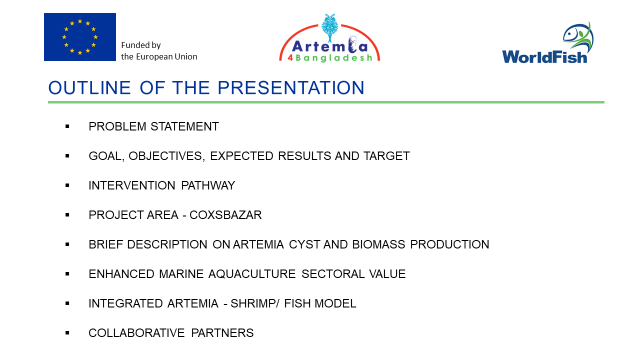 Funded by
the European Union
Artemia
4Bangladesh
WorldFish
OUTLINE OF THE PRESENTATION
▪ PROBLEM STATEMENT
▪ GOAL, OBJECTIVES, EXPECTED RESULTS AND TARGET
▪ INTERVENTION PATHWAY
▪ PROJECT AREA - COXSBAZAR
▪ BRIEF DESCRIPTION ON ARTEMIA CYST AND BIOMASS PRODUCTION
▪ ENHANCED MARINE AQUACULTURE SECTORAL VALUE
▪ INTEGRATED ARTEMIA - SHRIMP/ FISH MODEL
▪ COLLABORATIVE PARTNERS